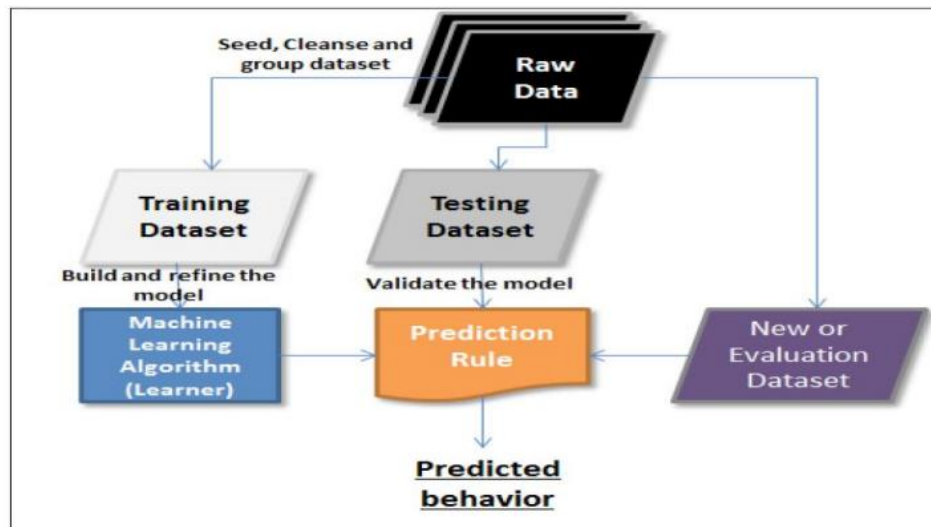 Seed, Cleanse and
group dataset
Raw
Data
Training
Dataset
Testing
Dataset
Build and refine the
model
Validate the model
Machine
Learning
Algorithm
(Learner)
Prediction
Rule
New or
Evaluation
Dataset
Predicted
behavior